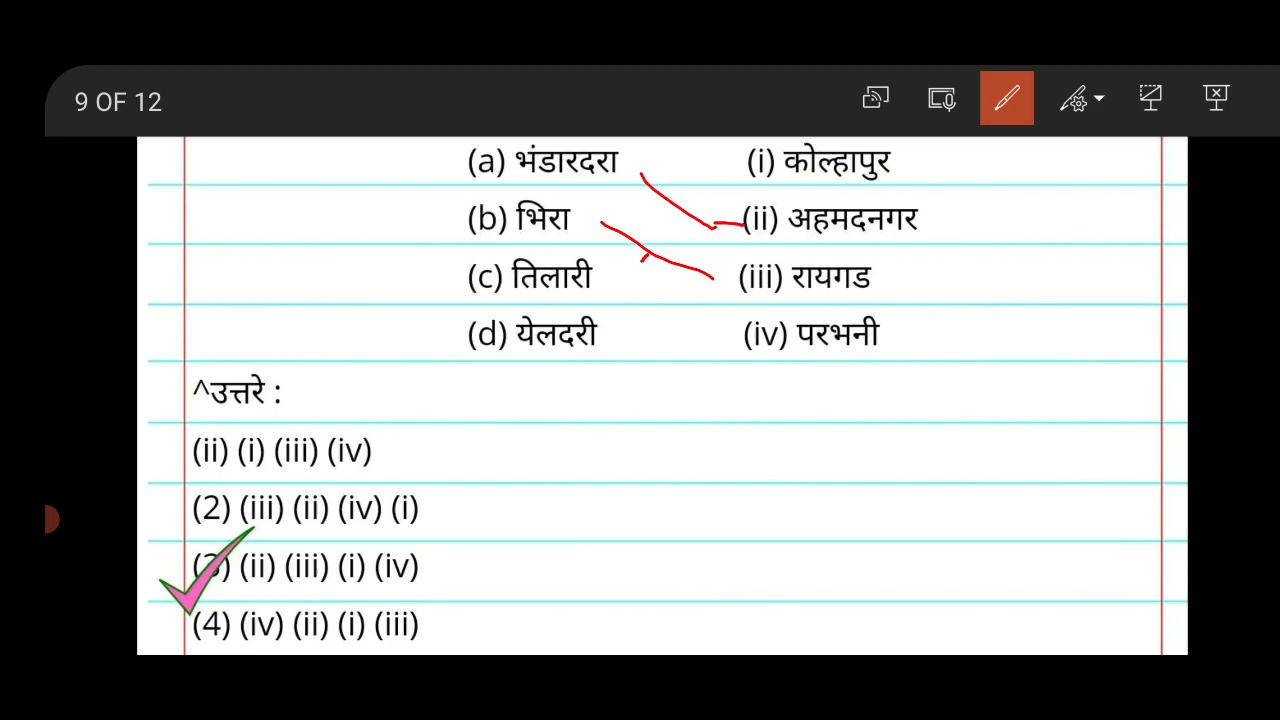 9 OF 12
(a) भंडारदरा (i) कोल्हापुर
(b) भिरा (ii) अहमदनगर
(c) तिलारी (iii) रायगड
(d) येलदरी (iv) परभनी
^उत्तरे :
(ii) (i) (iii) (iv)
(2) (iii) (ii) (iv) (i)
(3) (ii) (iii) (i) (iv)
(4) (iv) (ii) (i) (iii)